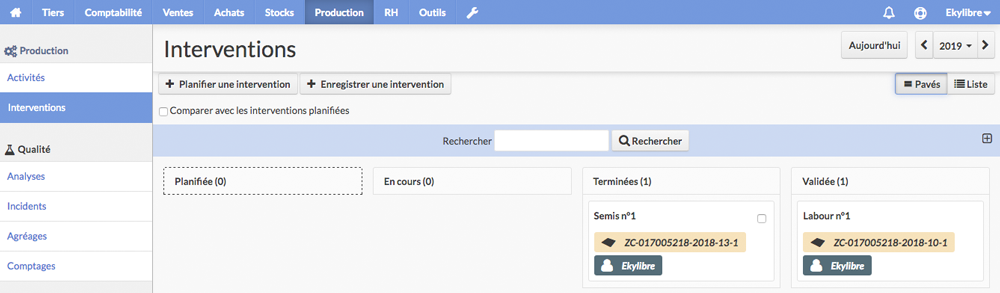 Tiers Comptabilité Ventes Achats Stocks Production RH Outils Ekylibre
Production
Activités
Interventions
Qualité
Analyses
Incidents
Agréages
Comptages
Interventions
Aujourd'hui 2019
Planifier une intervention Enregistrer une intervention Pavés Liste
Comparer avec les interventions planifiées
Rechercher Rechercher
Planifiée (0) En cours (0) Terminées (1) Validée (1)
Semis n°1 Labour n°1
ZC-017005218-2018-13-1 ZC-017005218-2018-10-1
Ekylibre Ekylibre